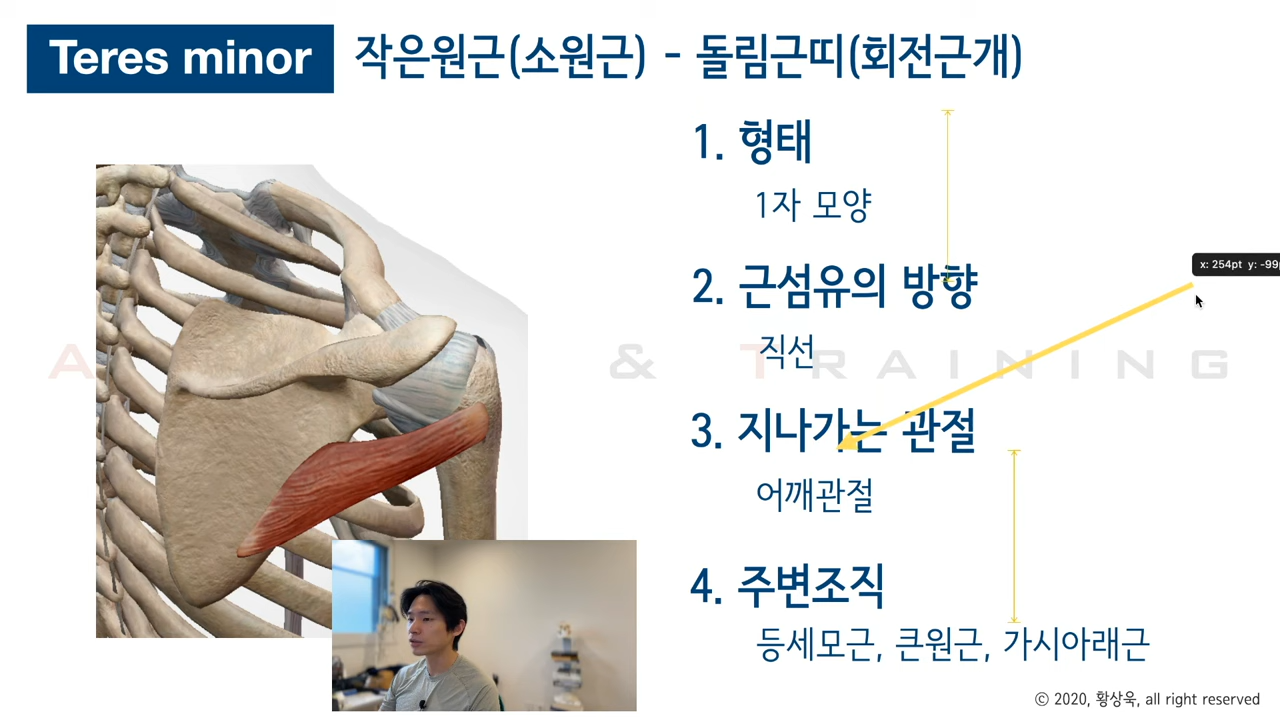 Teres minor 작은원근(소원근) - 돌림근띠(회전근개)
1. 형태
1자 모양
x: 254pt y: -99
2. 근섬유의 방향
직선
A & TRAINING
3. 지나가는 관절
어깨관절
4. 주변조직
등세모근, 큰원근, 가시아래근
© 2020, 황상욱, all right reserved